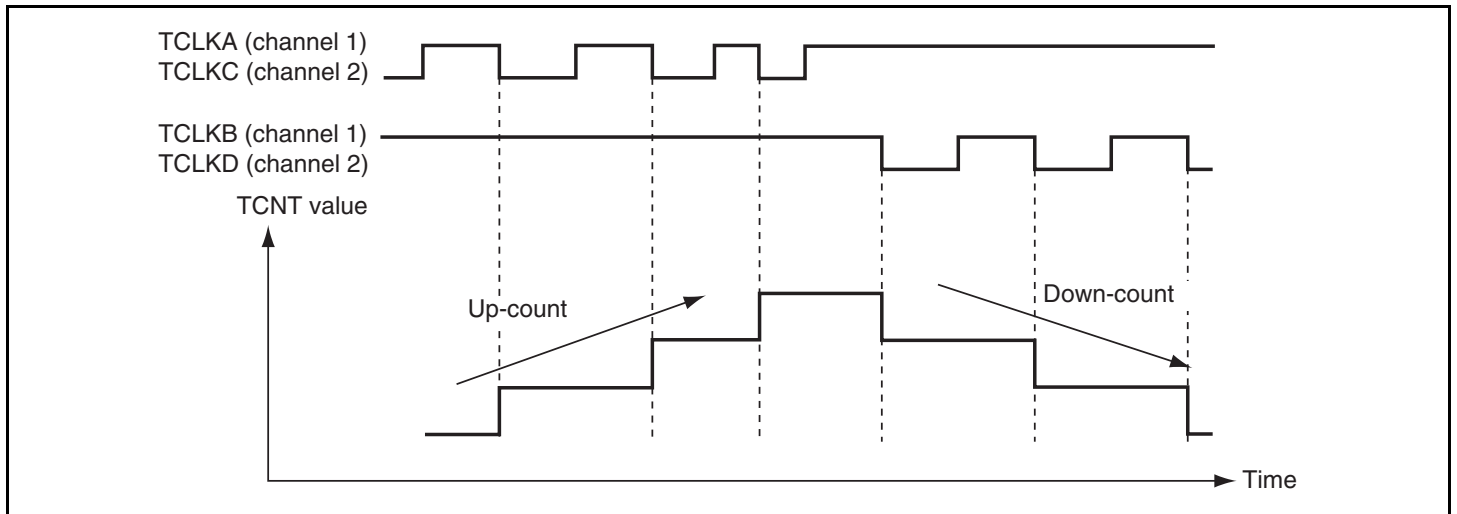 TCLKA (channel 1)
TCLKC (channel 2)
TCLKB (channel 1)
TCLKD (channel 2)
TCNT value
Up-count
Down-count
Time